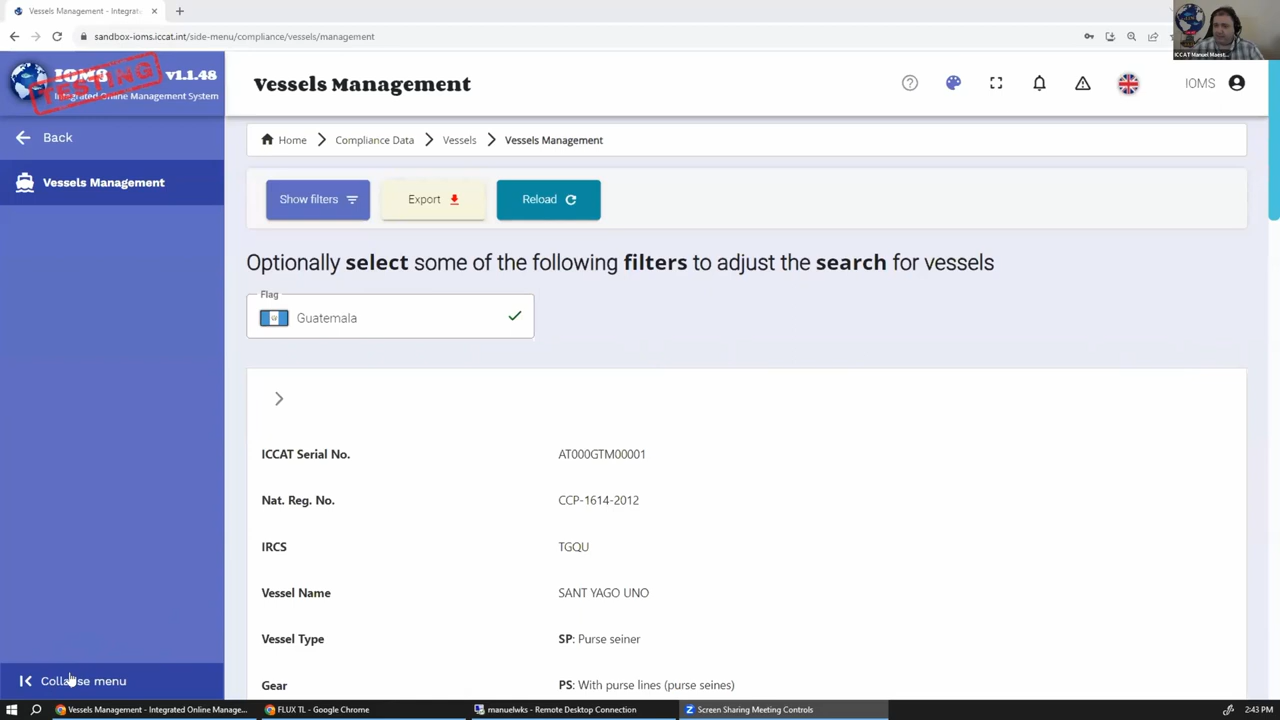 Vessels Management - Integrat
sandbox-ioms.iccat.int/side-menu/compliance/vessels/management
ICCAT Manuel Maest...
IOMS v1.1.48
Integrated Online Management System
TESTING
Back
Vessels Management
Collapse menu
Vessels Management
IOMS
Home > Compliance Data > Vessels > Vessels Management
Show filters
Export
Reload
Optionally select some of the following filters to adjust the search for vessels
Flag
Guatemala
ICCAT Serial No. AT000GTM00001
Nat. Reg. No. CCP-1614-2012
IRCS TGQU
Vessel Name SANT YAGO UNO
Vessel Type SP: Purse seiner
Gear PS: With purse lines (purse seines)
Vessels Management - Integrated Online Manage...
FLUX TL - Google Chrome
manuelwks - Remote Desktop Connection
Screen Sharing Meeting Controls
2:43 PM